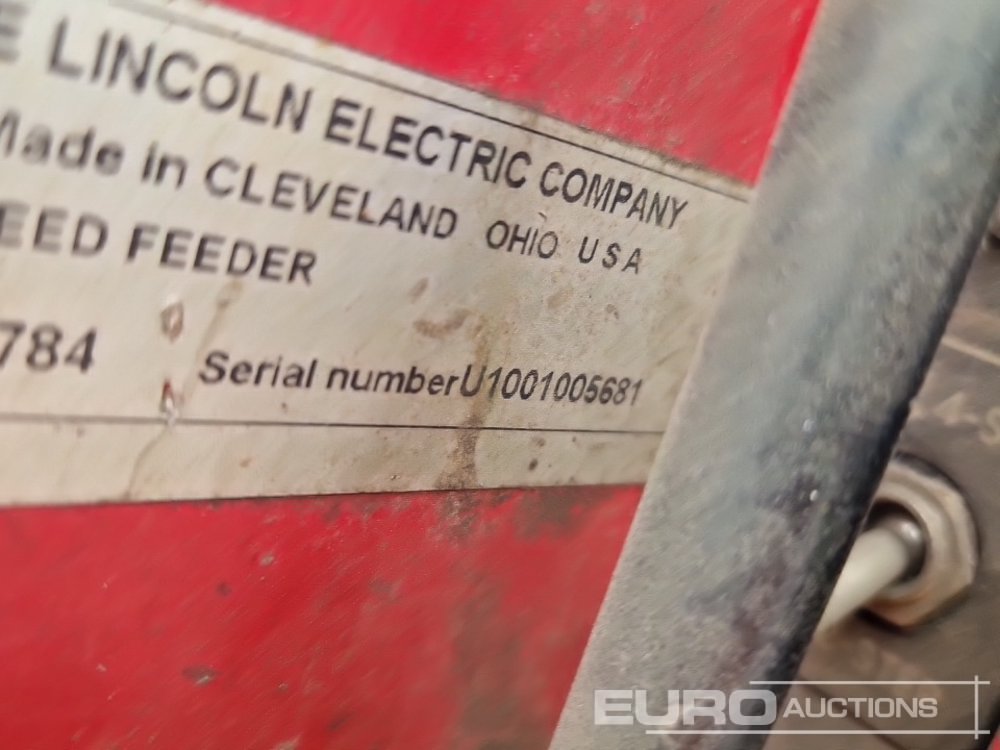 E LINCOLN ELECTRIC COMPANY
Made in CLEVELAND OHIO USA
EED FEEDER
784 Serial numberU1001005681
EURO AUCTIONS